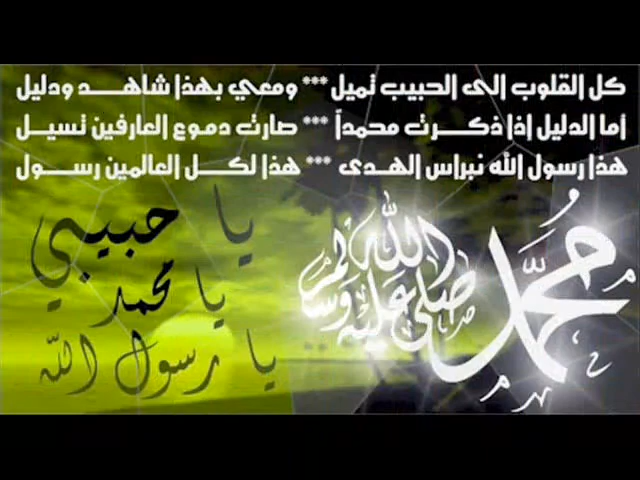 كل القلوب الى الحبيب تميل *** ومعي بهذا شاهد ودليل
أما الدليل اذا ذكرت محمداً *** صارت دموع العارفين تسيل
هذا رسول الله نبراس الهدى *** هذا لكل العالمين رسول
محمد صلى الله عليه وسلم
يا حبيبي
يا محمد
يا رسول الله